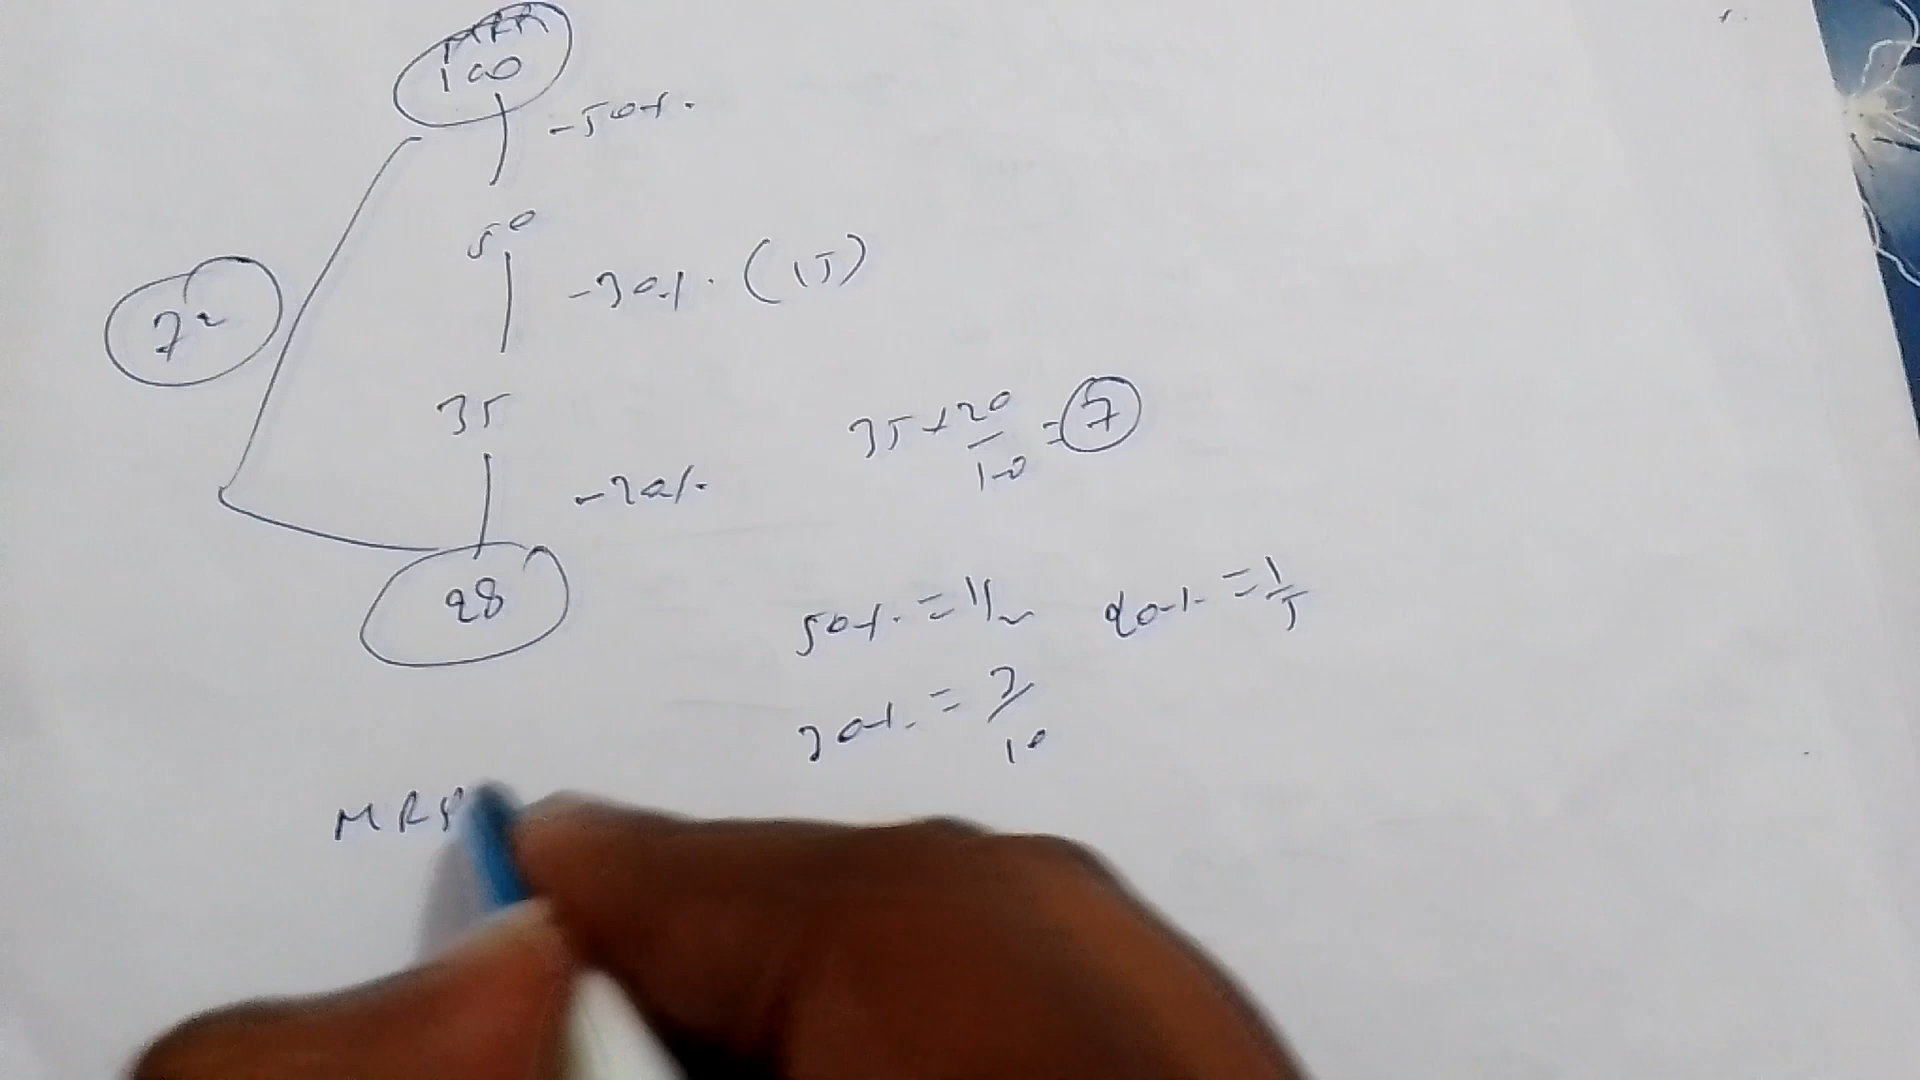 MRP
100
-50%.
50
-30%. (15)
72
35
35 × 20/100 = 7
-20%.
28
50%. = 1/2 20%. = 1/5
30%. = 3/10
MRP